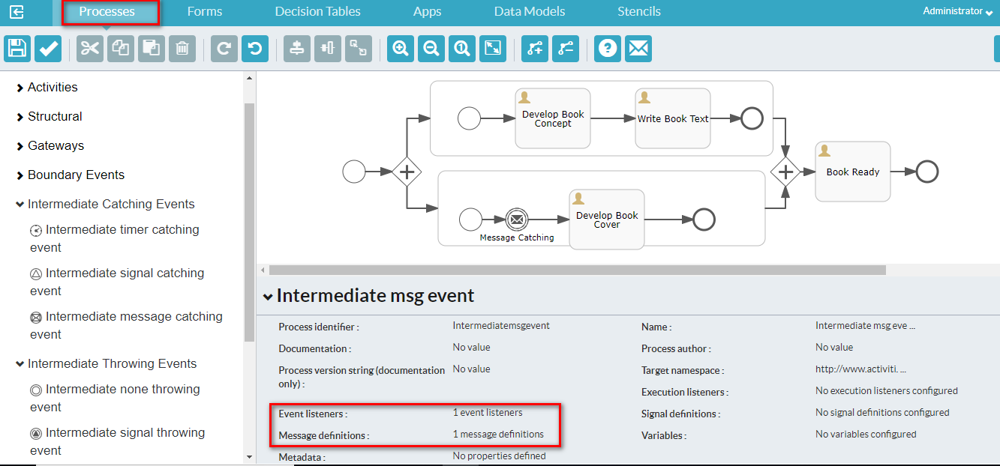 Processes
Forms
Decision Tables
Apps
Data Models
Stencils
Administrator
1
?
Activities
Structural
Gateways
Boundary Events
Intermediate Catching Events
Intermediate timer catching
event
Intermediate signal catching
event
Intermediate message catching
event
Intermediate Throwing Events
Intermediate none throwing
event
Intermediate signal throwing
event
Develop Book
Concept
Write Book Text
Book Ready
Message Catching
Develop Book
Cover
Intermediate msg event
Process identifier :
Intermediatemsgevent
Name :
Intermediate msg eve ...
Documentation :
No value
Process author :
No value
Process version string (documentation
only) :
No value
Target namespace :
http://www.activiti. ...
Execution listeners :
No execution listeners configured
Event listeners :
1 event listeners
Signal definitions :
No signal definitions configured
Message definitions :
1 message definitions
Variables :
No variables configured
Metadata :
No properties defined